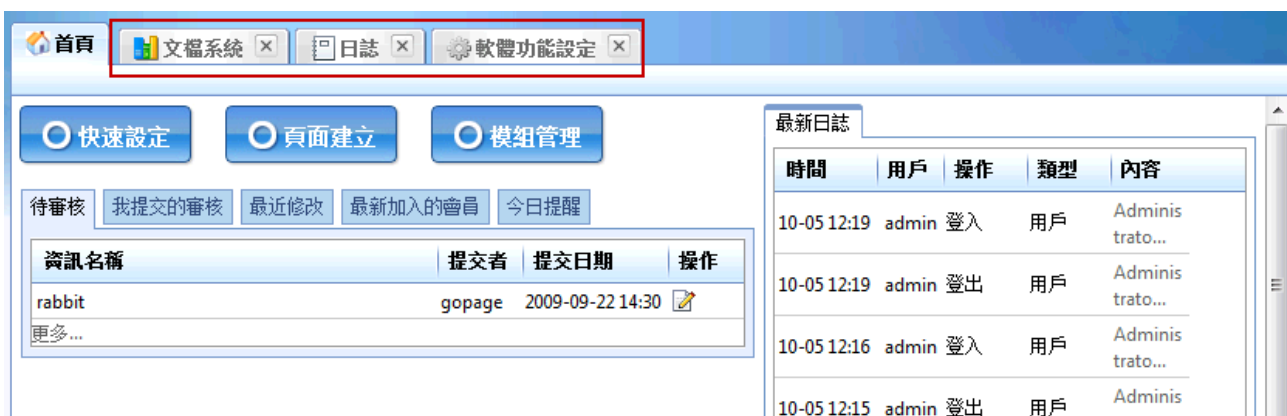 首頁 文檔系統 日誌 軟體功能設定
快速設定 頁面建立 模組管理
待審核 我提交的審核 最近修改 最新加入的會員 今日提醒
資訊名稱 提交者 提交日期 操作
rabbit gopage 2009-09-22 14:30
更多...
最新日誌
時間 用戶 操作 類型 內容
10-05 12:19 admin 登入 用戶 Adminis
trato...
10-05 12:19 admin 登出 用戶 Adminis
trato...
10-05 12:16 admin 登入 用戶 Adminis
trato...
10-05 12:15 admin 登出 用戶 Adminis